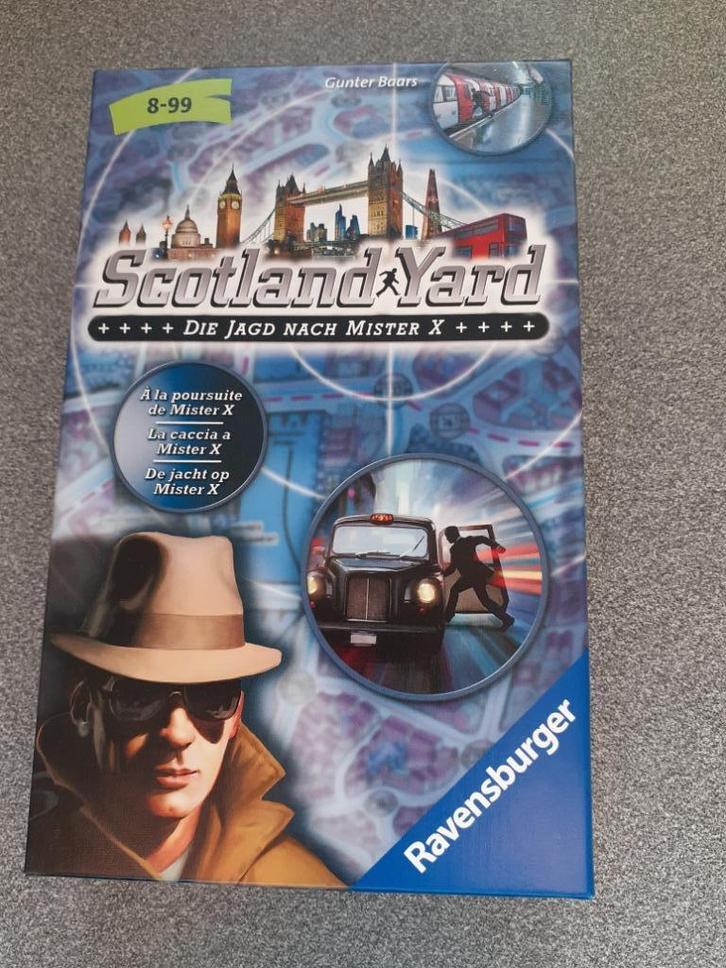 8-99
Gunter Baars
Scotland Yard
++++ DIE JAGD NACH MISTER X ++++
À la poursuite
de Mister X
La caccia a
Mister X
De jacht op
Mister X
Ravensburger